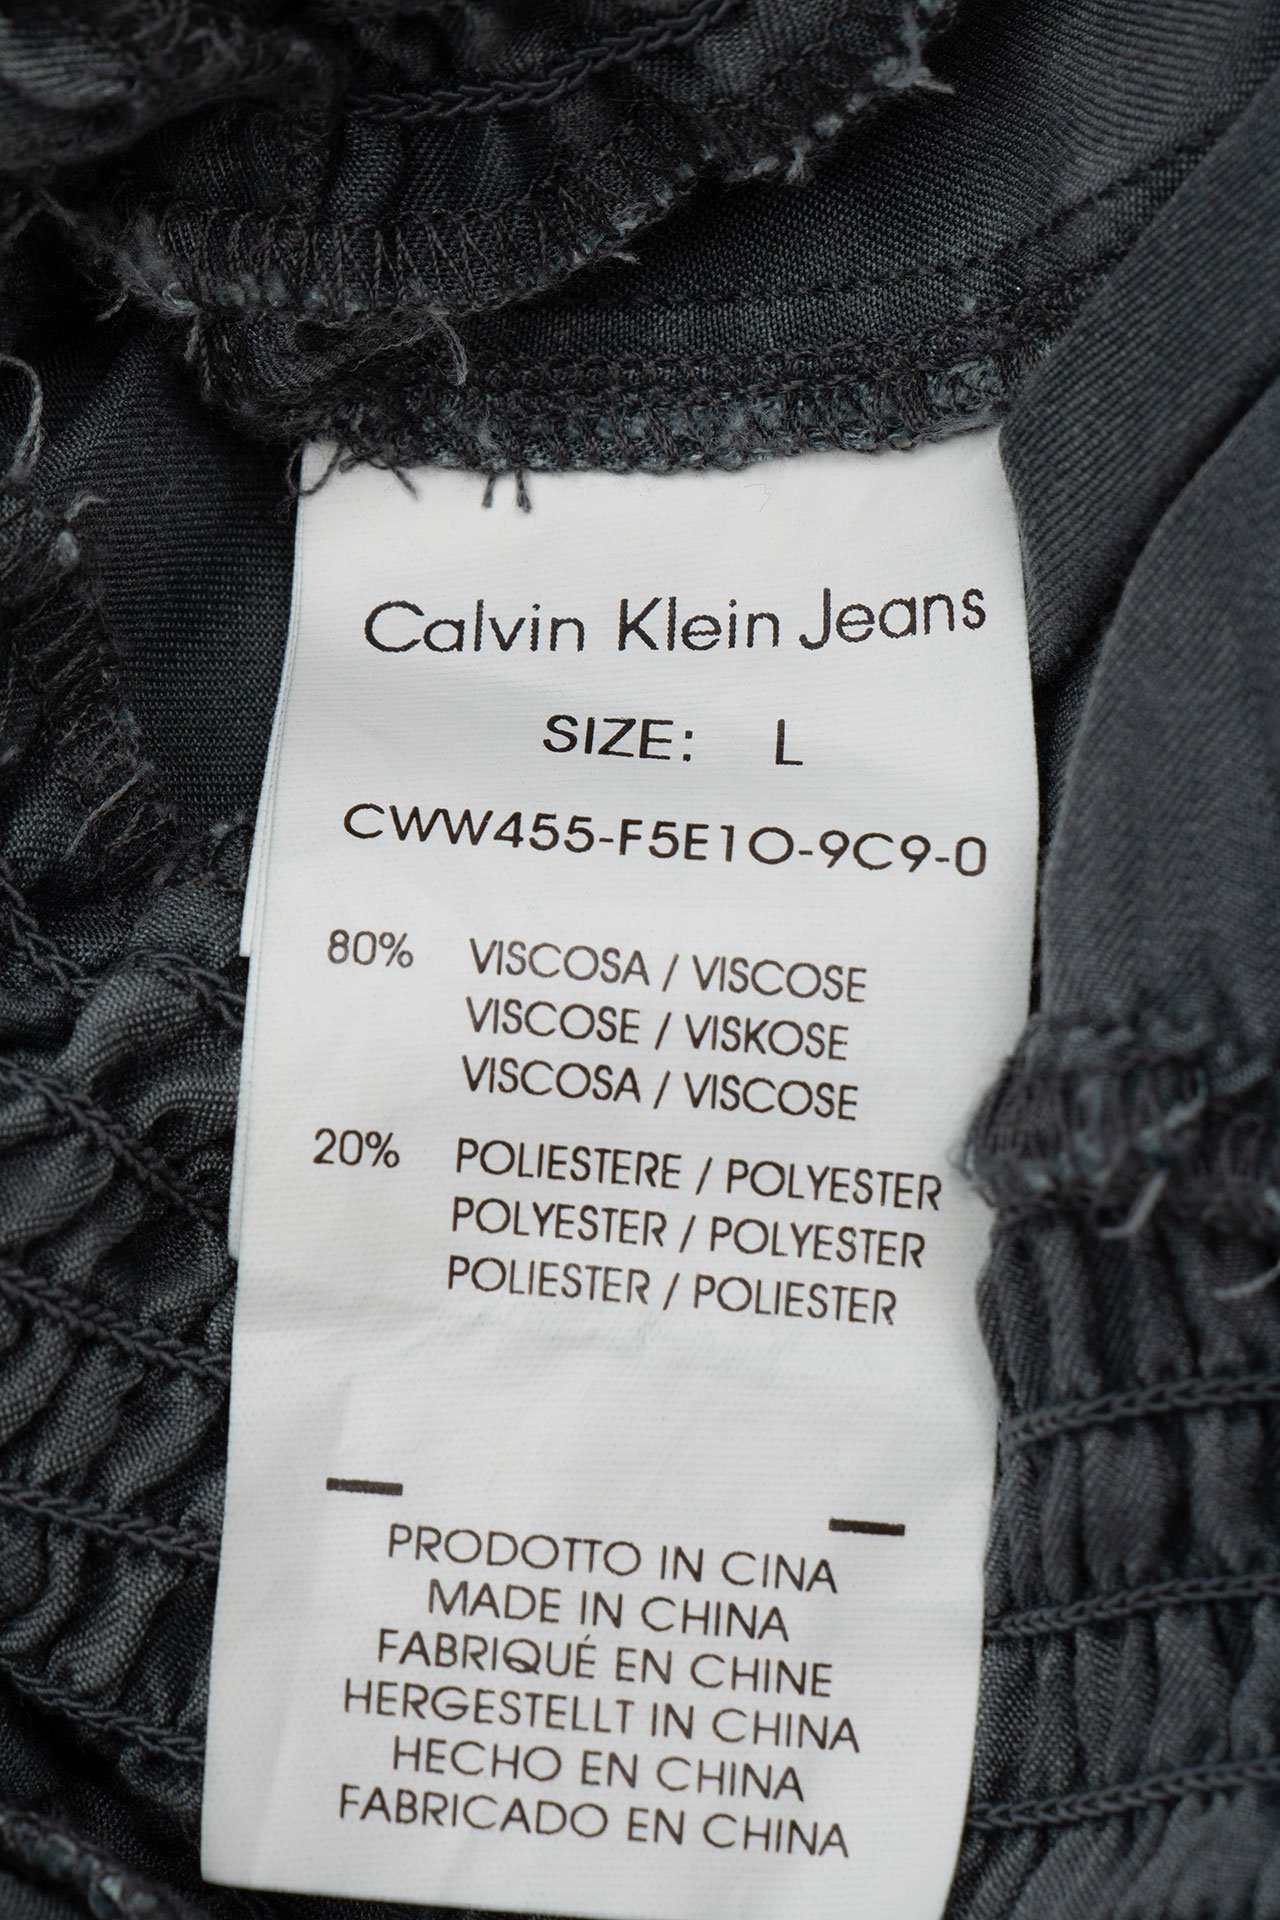 Calvin Klein Jeans
SIZE: L
CWW455-F5E1O-9C9-0
80% VISCOSA / VISCOSE
VISCOSE / VISKOSE
VISCOSA / VISCOSE
20% POLIESTERE / POLYESTER
POLYESTER / POLYESTER
POLIESTER / POLIESTER
PRODOTTO IN CINA
MADE IN CHINA
FABRIQUÉ EN CHINE
HERGESTELLT IN CHINA
HECHO EN CHINA
FABRICADO EN CHINA